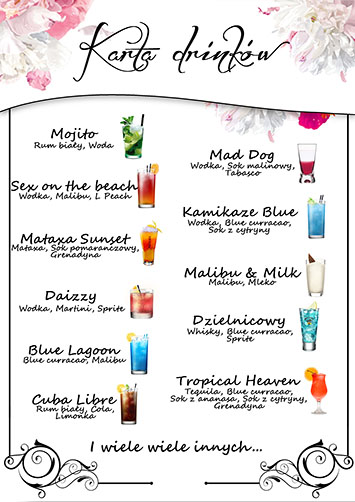 Karta drinków
Mojito
Rum biały, Woda
Sex on the beach
Wodka, Malibu, L Peach
Mataxa Sunset
Mataxa, Sok pomarańczowy,
Grenadyna
Daizzy
Wodka, Martini, Sprite
Blue Lagoon
Blue curracao, Malibu
Cuba Libre
Rum biały, Cola,
Limonka
Mad Dog
Wodka, Sok malinowy,
Tabasco
Kamikaze Blue
Wodka, Blue curracao,
Sok z cytryny
Malibu & Milk
Malibu, Mleko
Dzielnicowy
Whisky, Blue curracao,
Sprite
Tropical Heaven
Tequila, Blue curracao,
Sok z ananasa, Sok z cytryny,
Grenadyna
I wiele wiele innych...